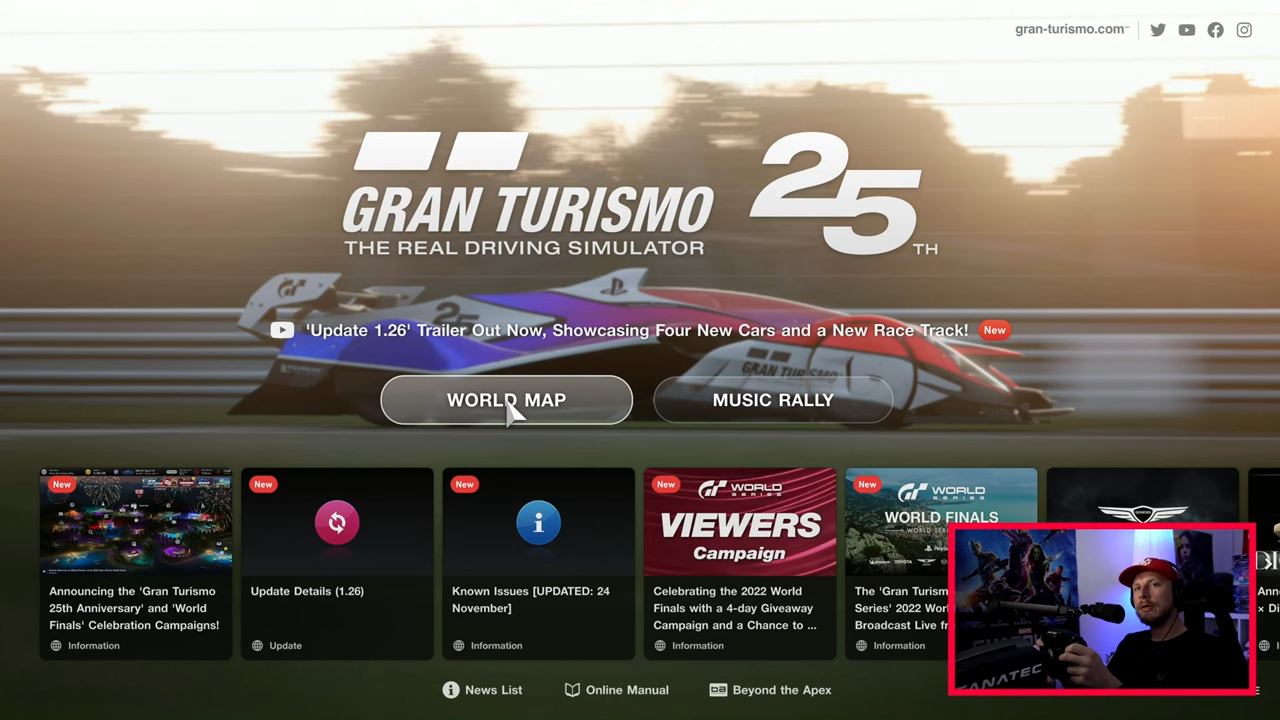 gran-turismo.com
GRAN TURISMO
THE REAL DRIVING SIMULATOR
25
TH
'Update 1.26' Trailer Out Now, Showcasing Four New Cars and a New Race Track!
New
GRAN TURISMO
WORLD MAP
MUSIC RALLY
New
Announcing the 'Gran Turismo
25th Anniversary' and 'World
Finals' Celebration Campaigns!
Information
New
Update Details (1.26)
Update
New
Known Issues [UPDATED: 24
November]
Information
New
WORLD
SERIES
VIEWERS
Campaign
Celebrating the 2022 World
Finals with a 4-day Giveaway
Campaign and a Chance to ...
Information
New
WORLD
SERIES
WORLD FINALS
The 'Gran Turismo
Series' 2022 World
Broadcast Live
Information
GENESIS
FANATEC
News List
Online Manual
Beyond the Apex